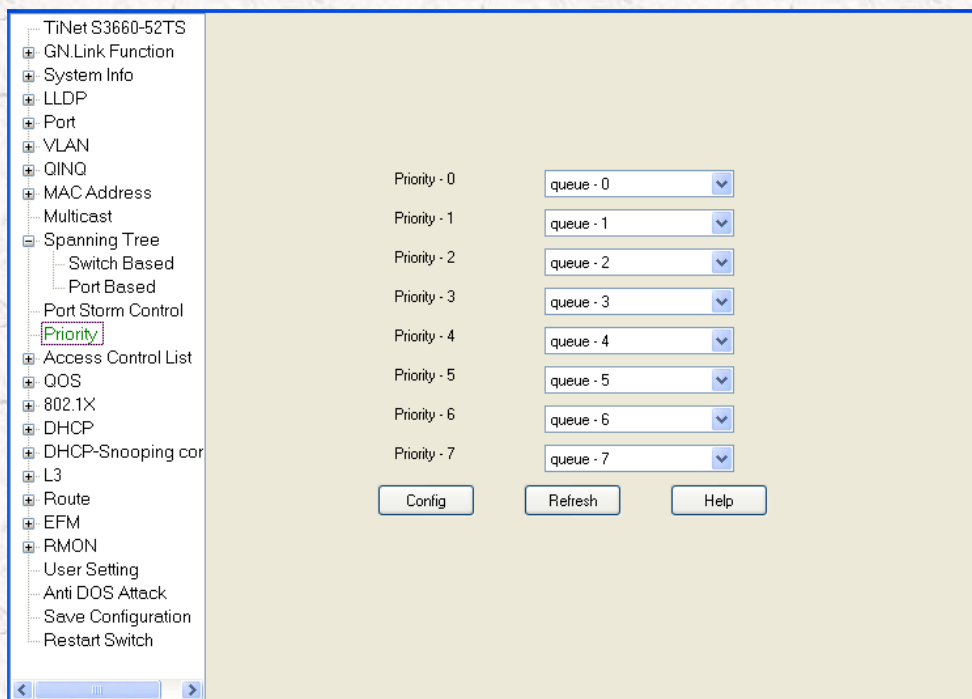 TiNet S3660-52TS
GN.Link Function
System Info
LLDP
Port
VLAN
QINQ
MAC Address
Multicast
Spanning Tree
Switch Based
Port Based
Port Storm Control
Priority
Access Control List
QOS
802.1X
DHCP
DHCP-Snooping cor
L3
Route
EFM
RMON
User Setting
Anti DOS Attack
Save Configuration
Restart Switch
Priority - 0 queue - 0
Priority - 1 queue - 1
Priority - 2 queue - 2
Priority - 3 queue - 3
Priority - 4 queue - 4
Priority - 5 queue - 5
Priority - 6 queue - 6
Priority - 7 queue - 7
Config Refresh Help